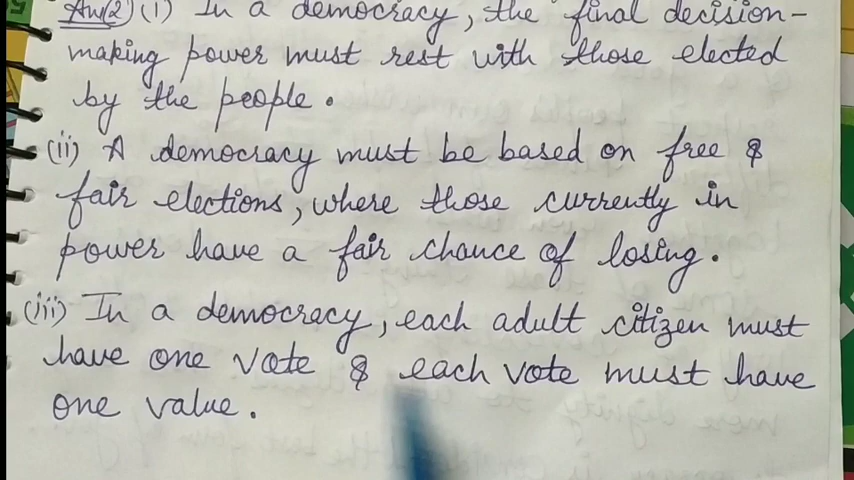 Ans(2) (i) In a democracy, the final decision-
making power must rest with those elected
by the people.
(ii) A democracy must be based on free &
fair elections, where those currently in
power have a fair chance of losing.
(iii) In a democracy, each adult citizen must
have one vote & each vote must have
one value.